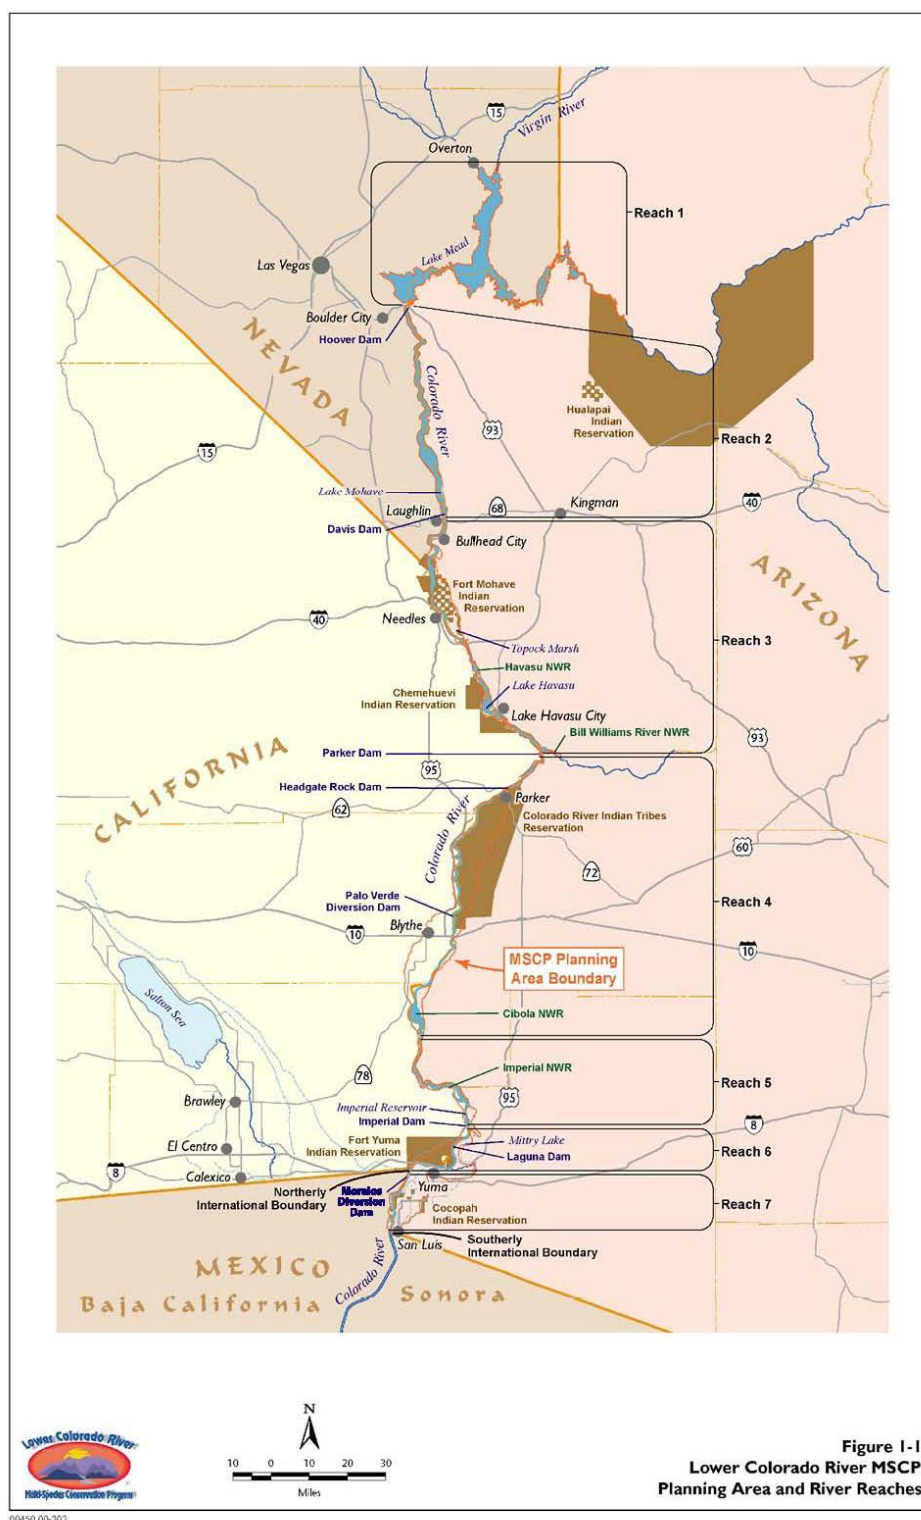 15
Virgin River
Overton
Reach 1
Lake Mead
Las Vegas
Boulder City
Hoover Dam
NEVADA
Colorado River
Hualapai
Indian
Reservation
93
Reach 2
15
Lake Mohave
Laughlin
68
Kingman
40
Davis Dam
Bullhead City
ARIZONA
Fort Mohave
Indian
Reservation
40
Needles
Reach 3
Topock Marsh
Havasu NWR
Lake Havasu
Chemehuevi
Indian Reservation
Lake Havasu City
Bill Williams River NWR
93
CALIFORNIA
Parker Dam
95
Headgate Rock Dam
Parker
62
Colorado River
Colorado River Indian Tribes
Reservation
60
72
Palo Verde
Diversion Dam
Reach 4
Blythe
10
10
MSCP Planning
Area Boundary
Salton Sea
Cibola NWR
Imperial NWR
78
Reach 5
95
Brawley
Imperial Reservoir
Imperial Dam
8
Fort Yuma
Indian Reservation
Mittry Lake
Laguna Dam
Reach 6
El Centro
8
Calexico
Northerly
International Boundary
Morelos
Diversion
Dam
Yuma
Reach 7
Cocopah
Indian Reservation
San Luis
Southerly
International Boundary
MEXICO
Baja California
Colorado River
Sonora
N
10 0 10 20 30
Miles
Lower Colorado River
Multi-Species Conservation Program
Figure 1-1
Lower Colorado River MSCP
Planning Area and River Reaches